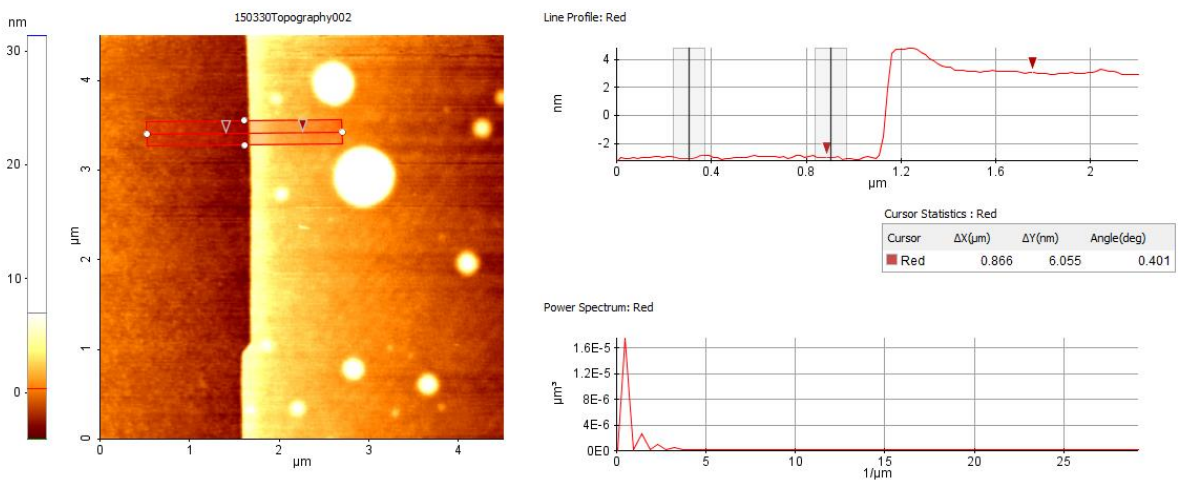 150330Topography002
nm
30
20
10
0
4
3
2
1
0
µm
0
1
2
3
4
µm
Line Profile: Red
4
2
0
-2
nm
0
0.4
0.8
1.2
1.6
2
µm
Cursor Statistics : Red
Cursor ΔX(µm) ΔY(nm) Angle(deg)
Red 0.866 6.055 0.401
Power Spectrum: Red
1.6E-5
1.2E-5
8E-6
4E-6
0E0
µm³
0
5
10
15
20
25
1/µm